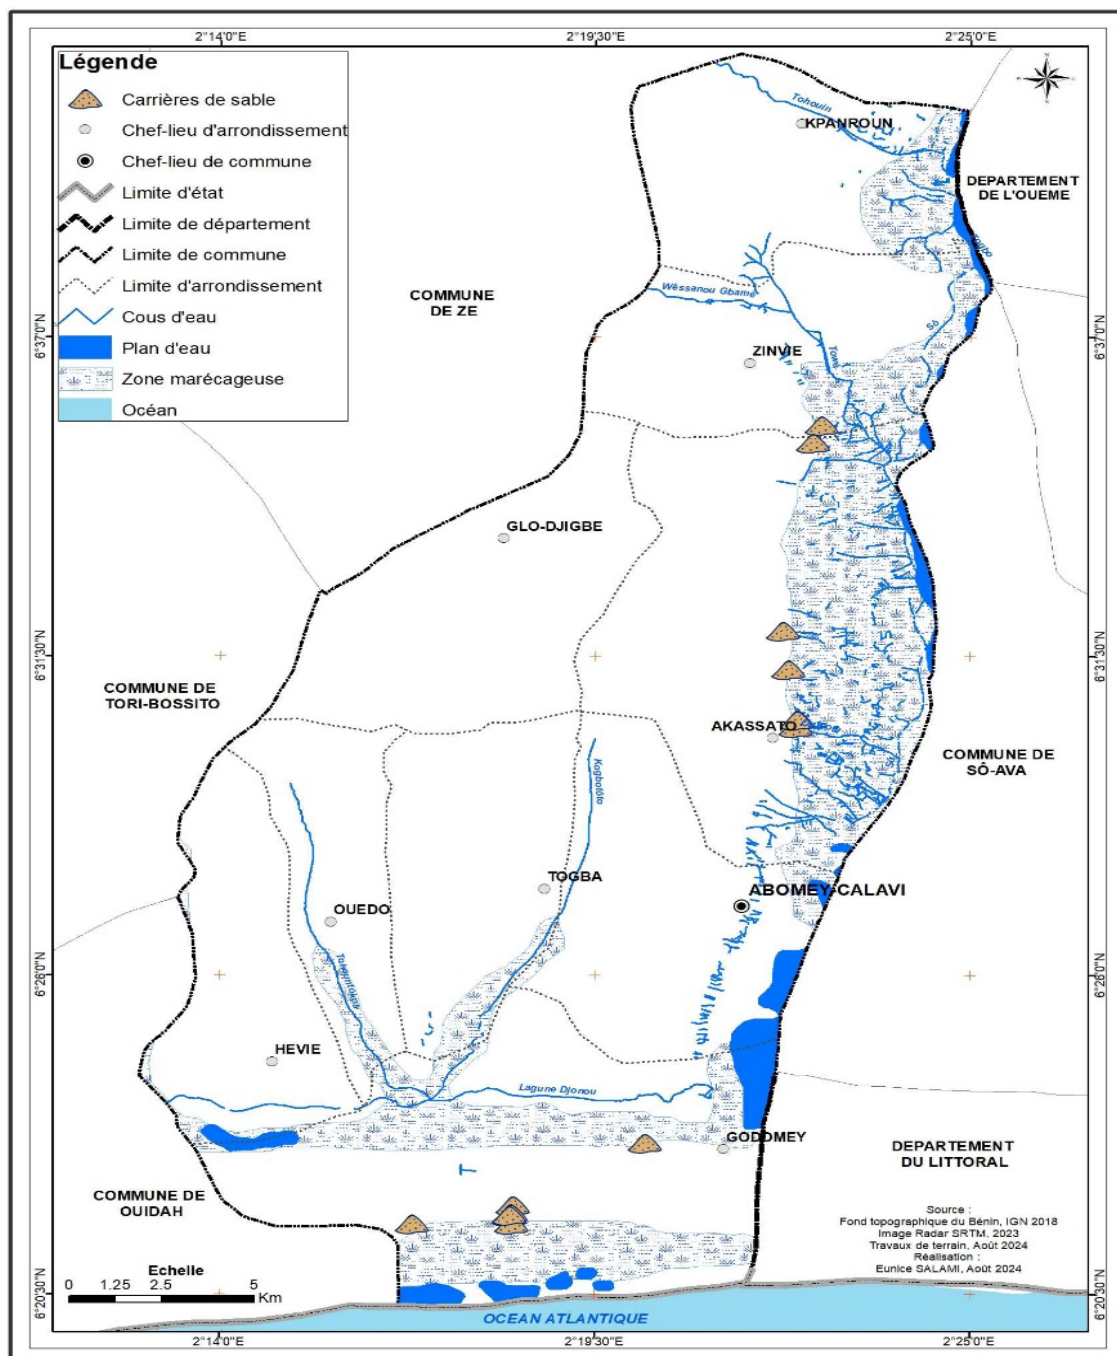 2°14'0"E
2°19'30"E
2°25'0"E
Légende
Carrières de sable
Chef-lieu d'arrondissement
Chef-lieu de commune
Limite d'état
Limite de département
Limite de commune
Limite d'arrondissement
Cous d'eau
Plan d'eau
Zone marécageuse
Océan
Tohouin
KPANROUN
DEPARTEMENT
DE L'OUEME
Togbo
COMMUNE
DE ZE
Wéssanou Gbamè
Sô
6°37'0"N
6°37'0"N
ZINVIE
Towé
GLO-DJIGBE
6°31'30"N
6°31'30"N
COMMUNE DE
TORI-BOSSITO
AKASSATO
COMMUNE DE
SÔ-AVA
Kogbotôto
TOGBA
ABOMEY-CALAVI
OUEDO
6°26'0"N
6°26'0"N
HEVIE
Lagune Djonou
GODOMEY
DEPARTEMENT
DU LITTORAL
COMMUNE DE
OUIDAH
Source :
Fond topographique du Bénin, IGN 2018
Image Radar SRTM, 2023
Travaux de terrain, Août 2024
Réalisation :
Eunice SALAMI, Août 2024
Echelle
0 1.25 2.5 5
Km
6°20'30"N
6°20'30"N
OCEAN ATLANTIQUE
2°14'0"E
2°19'30"E
2°25'0"E